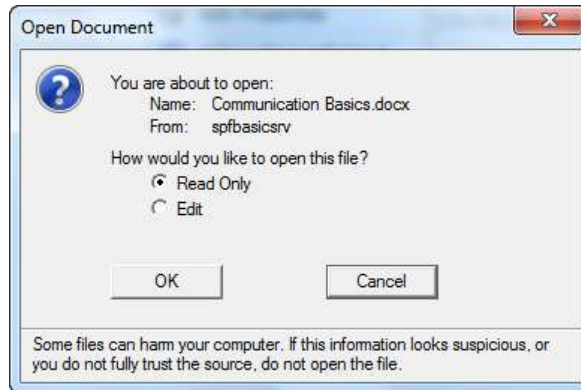 Open Document
You are about to open:
Name: Communication Basics.docx
From: spfbasicsrv
How would you like to open this file?
Read Only
Edit
OK Cancel
Some files can harm your computer. If this information looks suspicious, or
you do not fully trust the source, do not open the file.